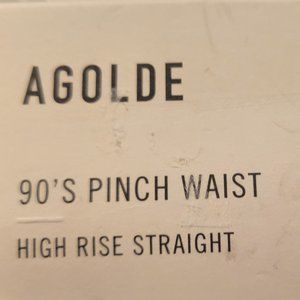 AGOLDE
90'S PINCH WAIST
HIGH RISE STRAIGHT